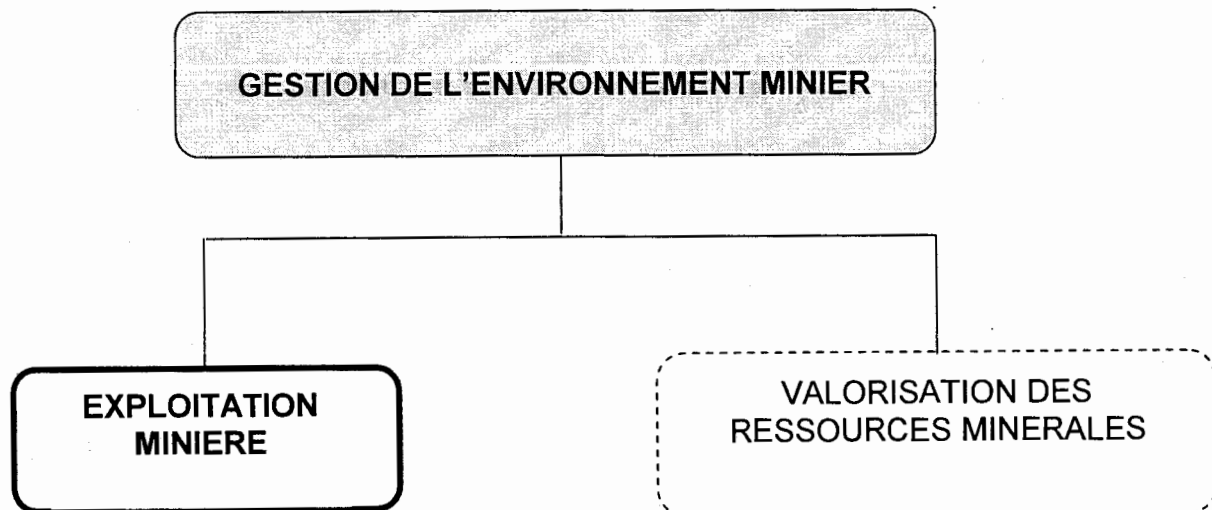 GESTION DE L'ENVIRONNEMENT MINIER
EXPLOITATION
MINIERE
VALORISATION DES
RESSOURCES MINERALES